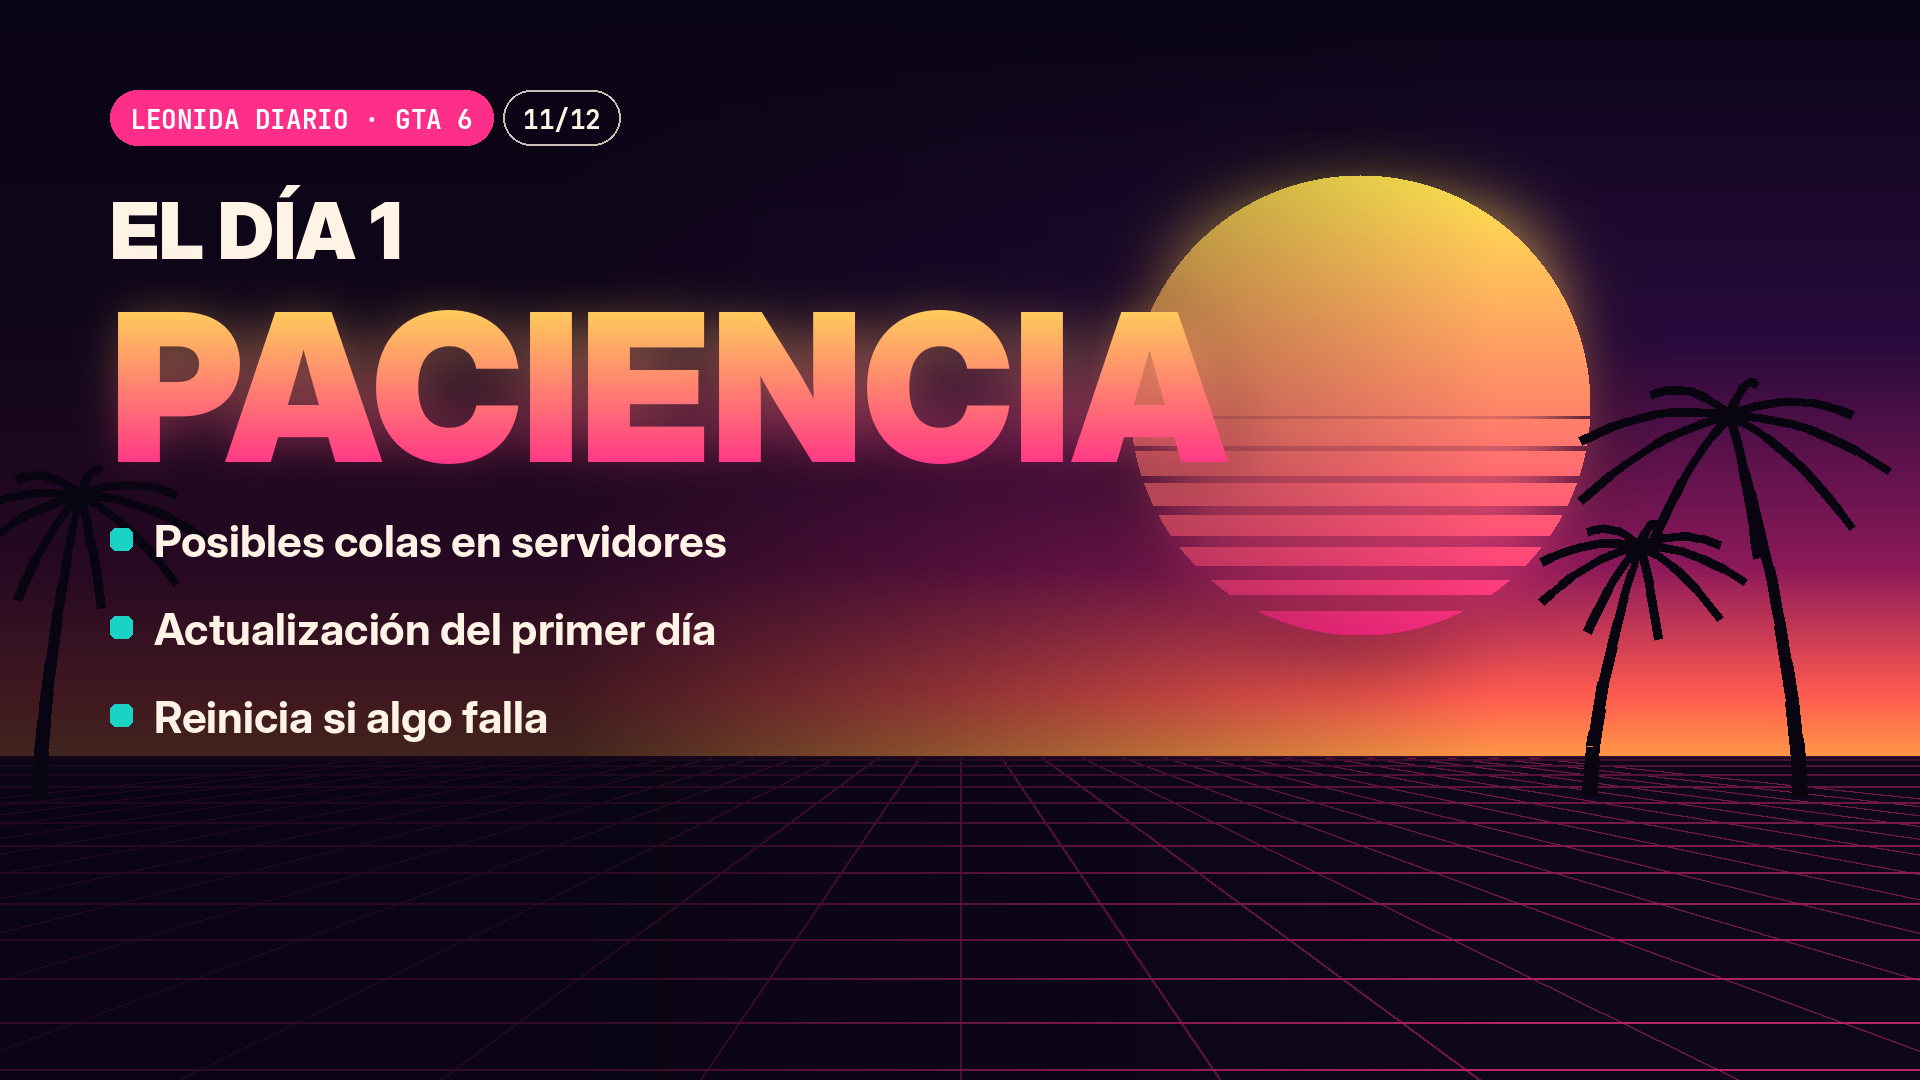 LEONIDA DIARIO · GTA 6
11/12
EL DÍA 1
PACIENCIA
Posibles colas en servidores
Actualización del primer día
Reinicia si algo falla